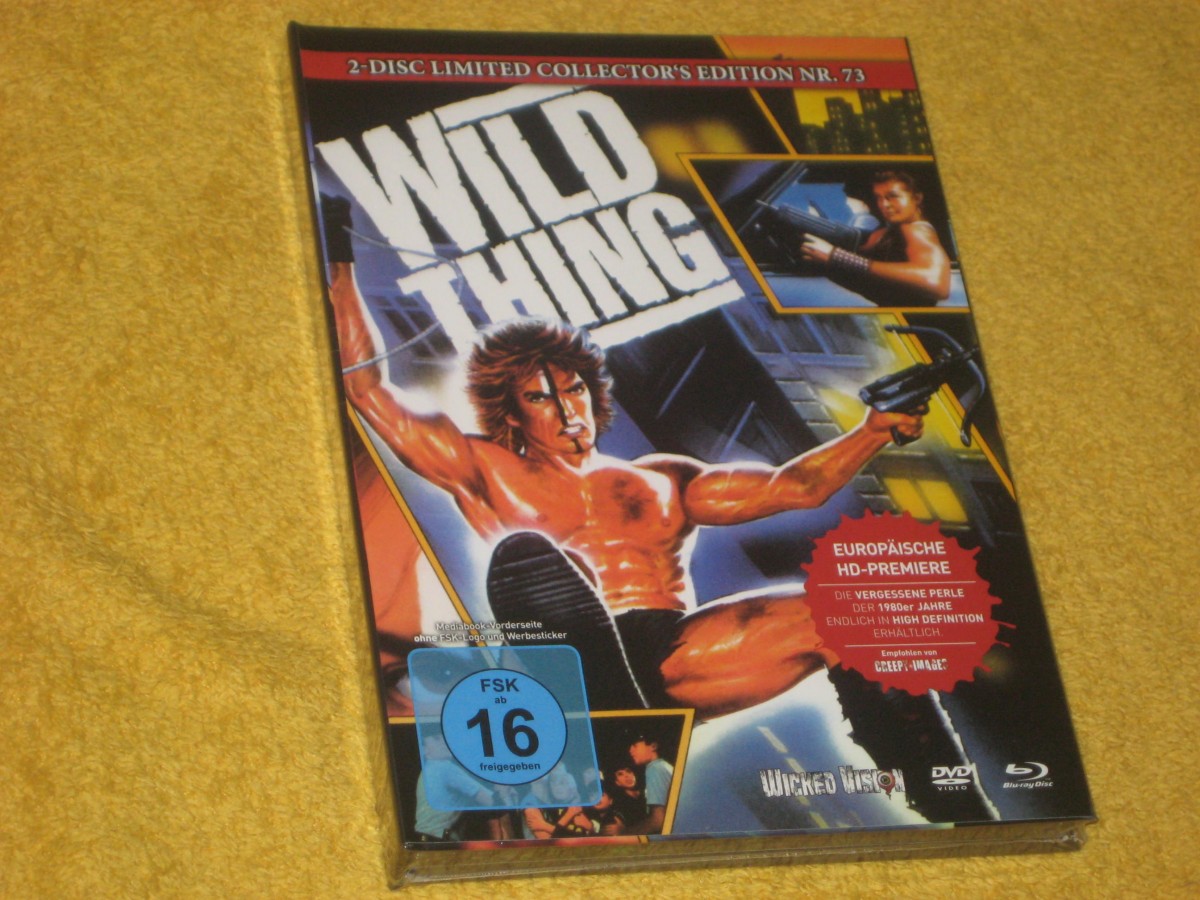 2-DISC LIMITED COLLECTOR'S EDITION NR. 73
WILD
THING
EUROPÄISCHE
HD-PREMIERE
DIE VERGESSENE PERLE
DER 1980er JAHRE
ENDLICH IN HIGH DEFINITION
ERHÄLTLICH.
Empfohlen von
CREEPY-IMAGES
Mediabook-Vorderseite
ohne FSK-Logo und Werbesticker
FSK
ab
16
freigegeben
WICKED VISION
DVD
VIDEO
Blu-ray Disc